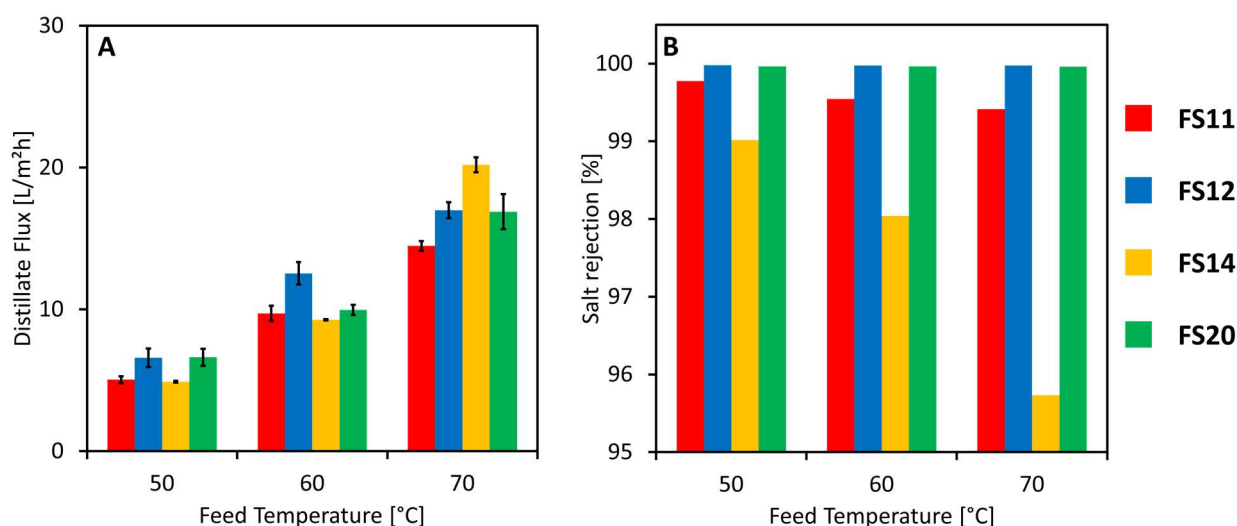 A
Distillate Flux [L/m²h]
30
20
10
0
50 60 70
Feed Temperature [°C]
B
Salt rejection [%]
100
99
98
97
96
95
50 60 70
Feed Temperature [°C]
FS11
FS12
FS14
FS20